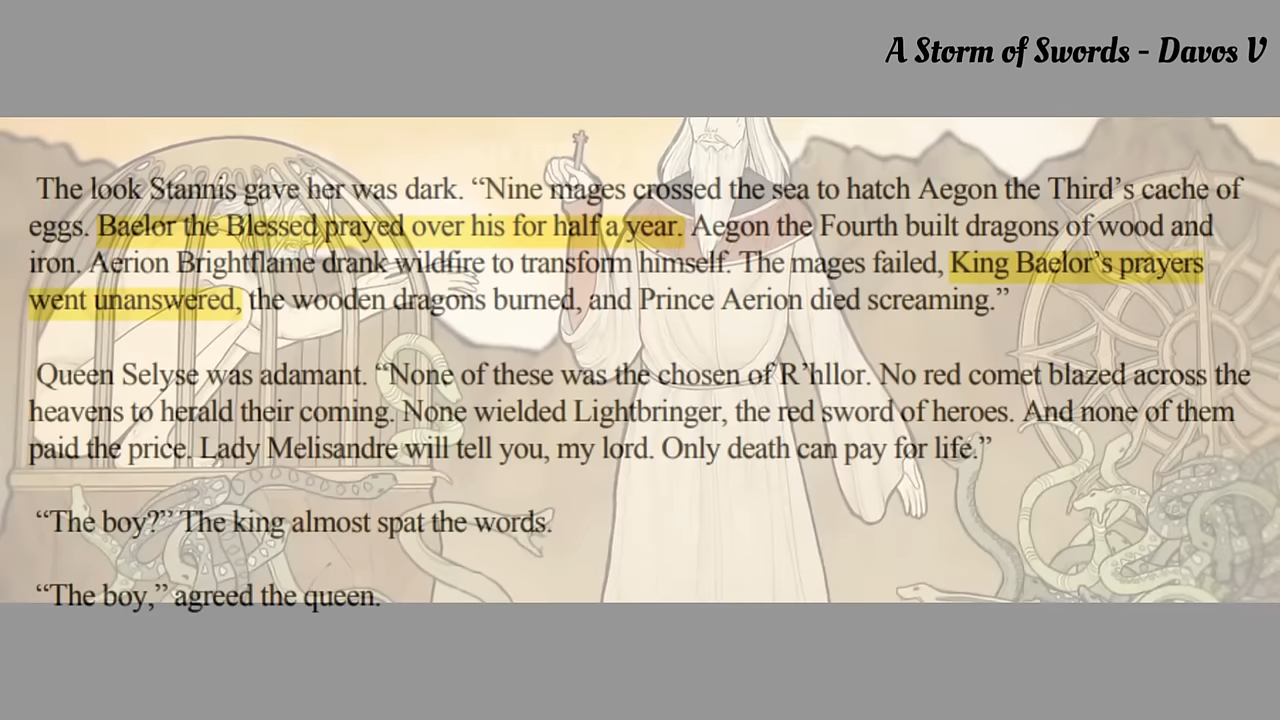 A Storm of Swords - Davos V
The look Stannis gave her was dark. “Nine mages crossed the sea to hatch Aegon the Third’s cache of
eggs. Baelor the Blessed prayed over his for half a year. Aegon the Fourth built dragons of wood and
iron. Aerion Brightflame drank wildfire to transform himself. The mages failed, King Baelor’s prayers
went unanswered, the wooden dragons burned, and Prince Aerion died screaming.”
Queen Selyse was adamant. “None of these was the chosen of R’hllor. No red comet blazed across the
heavens to herald their coming. None wielded Lightbringer, the red sword of heroes. And none of them
paid the price. Lady Melisandre will tell you, my lord. Only death can pay for life.”
“The boy?” The king almost spat the words.
“The boy,” agreed the queen.